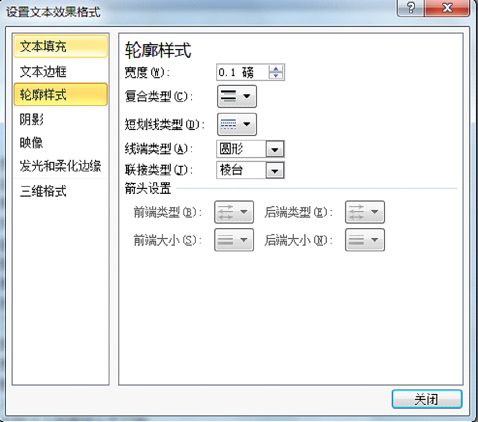 设置文本效果格式
文本填充
文本边框
轮廓样式
阴影
映像
发光和柔化边缘
三维格式
轮廓样式
宽度(W): 0.1 磅
复合类型(C):
短划线类型(D):
线端类型(A): 圆形
联接类型(T): 棱台
箭头设置
前端类型(B): 后端类型(E):
前端大小(S): 后端大小(N):
关闭